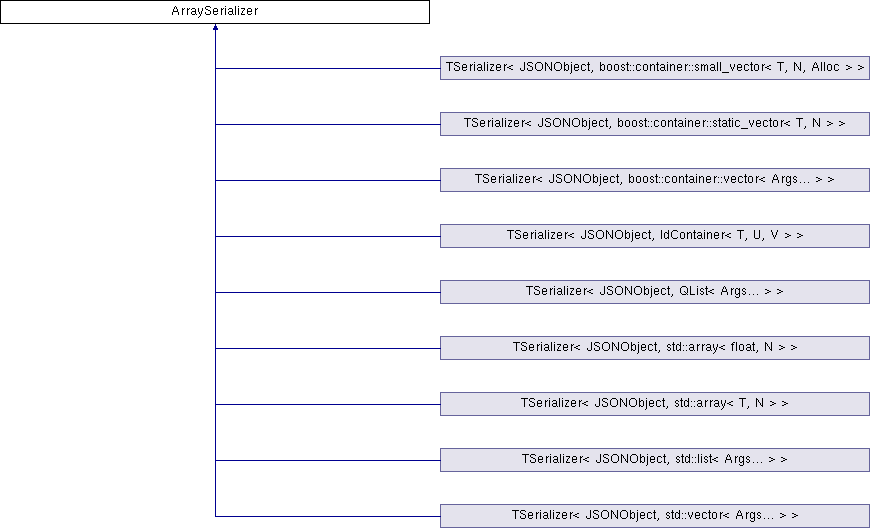 ArraySerializer
TSerializer< JSONObject, boost::container::small_vector< T, N, Alloc > >
TSerializer< JSONObject, boost::container::static_vector< T, N > >
TSerializer< JSONObject, boost::container::vector< Args... > >
TSerializer< JSONObject, IdContainer< T, U, V > >
TSerializer< JSONObject, QList< Args... > >
TSerializer< JSONObject, std::array< float, N > >
TSerializer< JSONObject, std::array< T, N > >
TSerializer< JSONObject, std::list< Args... > >
TSerializer< JSONObject, std::vector< Args... > >